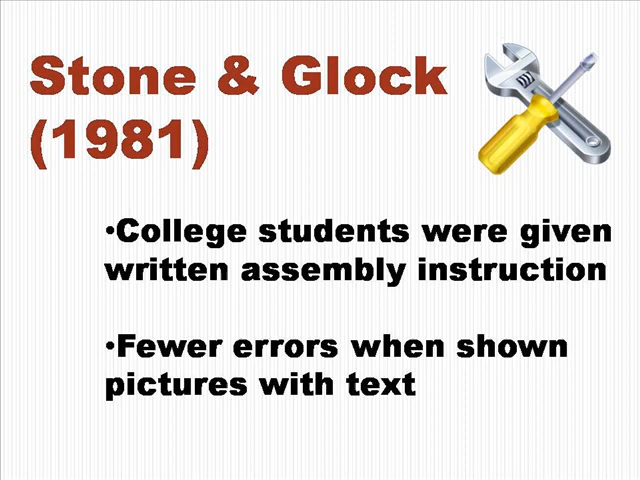 Stone & Glock
(1981)
•College students were given
written assembly instruction
•Fewer errors when shown
pictures with text